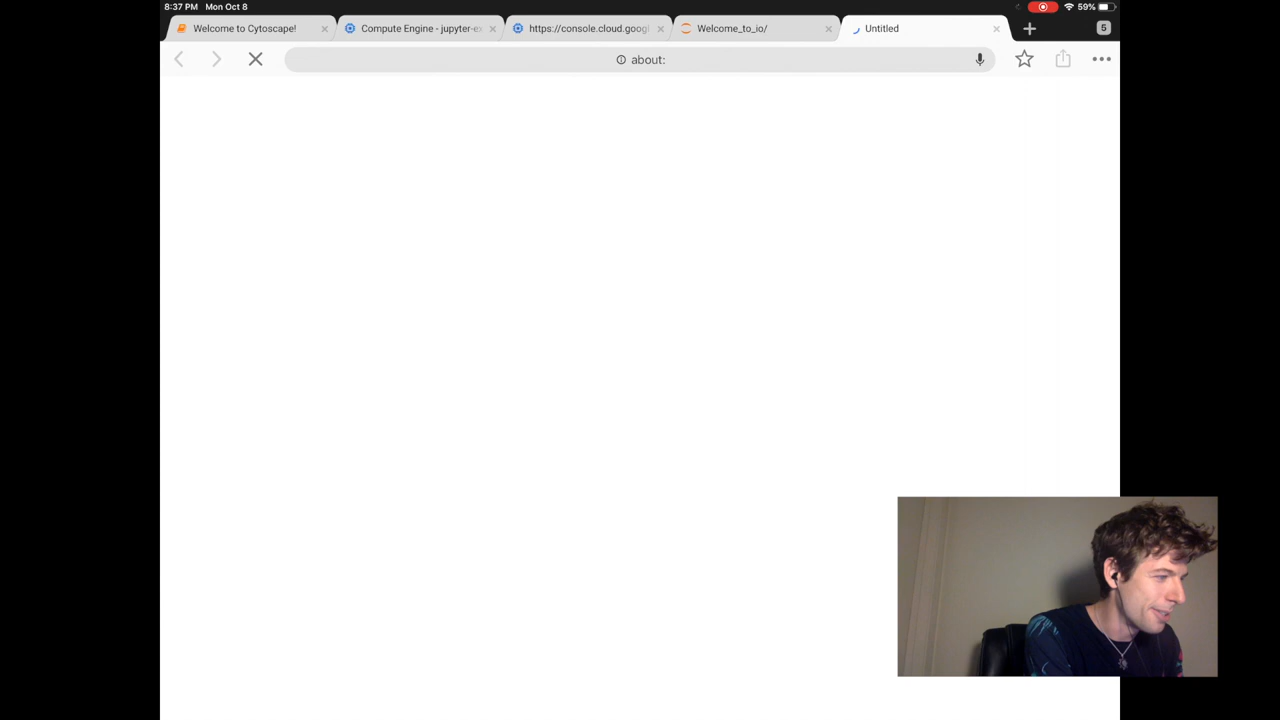 8:37 PM Mon Oct 8 59%
Welcome to Cytoscape! Compute Engine - jupyter-ex https://console.cloud.googl Welcome_to_io/ Untitled 5
about: